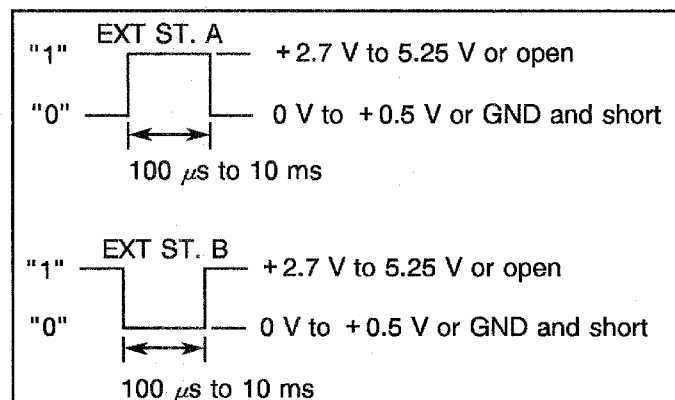 EXT ST. A
"1" +2.7 V to 5.25 V or open
"0" 0 V to +0.5 V or GND and short
100 μs to 10 ms
EXT ST. B
"1" +2.7 V to 5.25 V or open
"0" 0 V to +0.5 V or GND and short
100 μs to 10 ms